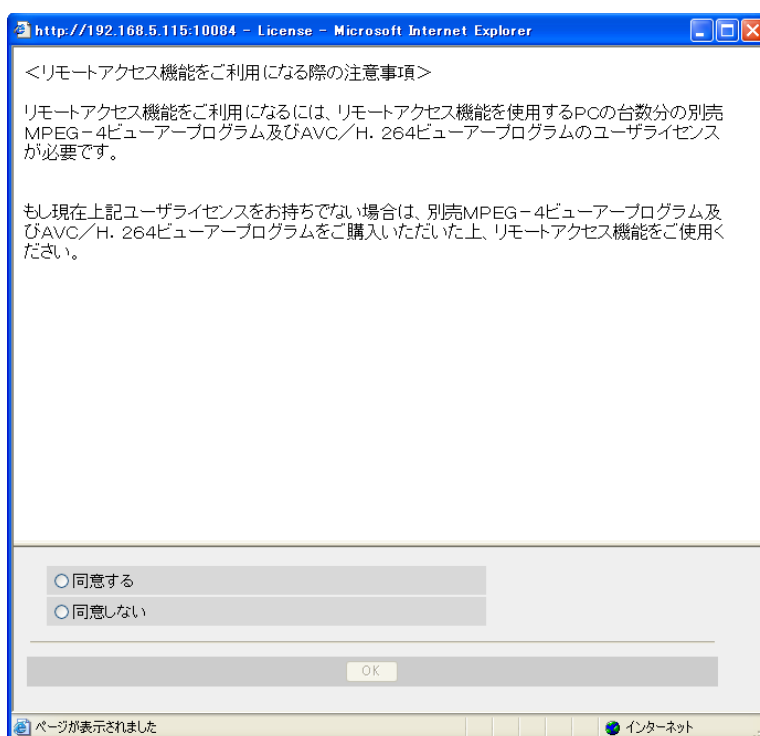 http://192.168.5.115:10084 - License - Microsoft Internet Explorer
＜リモートアクセス機能をご利用になる際の注意事項＞
リモートアクセス機能をご利用になるには、リモートアクセス機能を使用するPCの台数分の別売
MPEG－4ビューアープログラム及びAVC／H．264ビューアープログラムのユーザライセンス
が必要です。
もし現在上記ユーザライセンスをお持ちでない場合は、別売MPEG－4ビューアープログラム及
びAVC／H．264ビューアープログラムをご購入いただいた上、リモートアクセス機能をご使用く
ださい。
同意する
同意しない
OK
ページが表示されました
インターネット